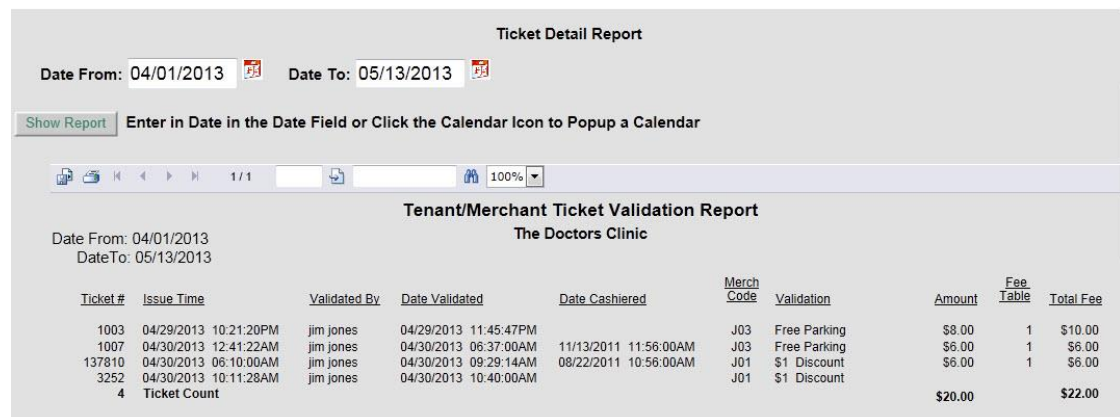 Ticket Detail Report
Date From: 04/01/2013 Date To: 05/13/2013
Show Report Enter in Date in the Date Field or Click the Calendar Icon to Popup a Calendar
1 / 1 100%
Tenant/Merchant Ticket Validation Report
The Doctors Clinic
Date From: 04/01/2013
DateTo: 05/13/2013
Ticket # Issue Time Validated By Date Validated Date Cashiered Merch Code Validation Amount Fee Table Total Fee
1003 04/29/2013 10:21:20PM jim jones 04/29/2013 11:45:47PM J03 Free Parking $8.00 1 $10.00
1007 04/30/2013 12:41:22AM jim jones 04/30/2013 06:37:00AM 11/13/2011 11:56:00AM J03 Free Parking $6.00 1 $6.00
137810 04/30/2013 06:10:00AM jim jones 04/30/2013 09:29:14AM 08/22/2011 10:56:00AM J01 $1 Discount $6.00 1 $6.00
3252 04/30/2013 10:11:28AM jim jones 04/30/2013 10:40:00AM J01 $1 Discount
4 Ticket Count $20.00 $22.00